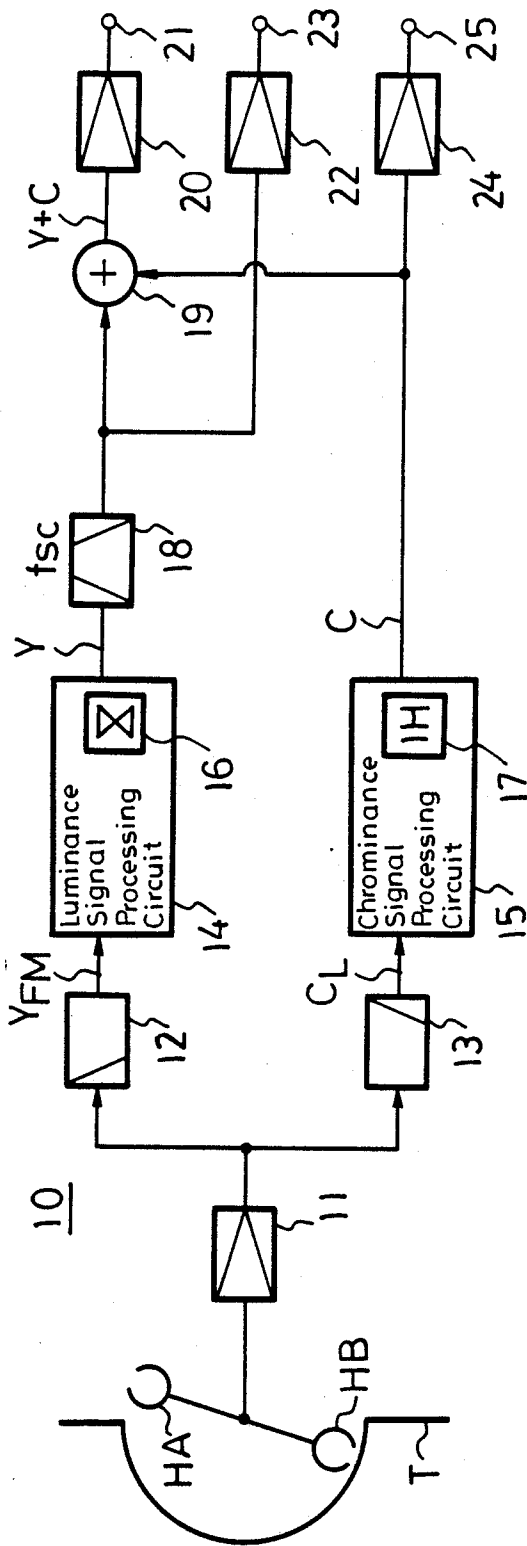 10
HA
HB
T
11
12
YFM
13
CL
Luminance
Signal
Processing
Circuit
14
16
Chrominance
Signal
Processing
Circuit
15
1H
17
Y
fsc
18
C
19
+
Y+C
20
21
22
23
24
25